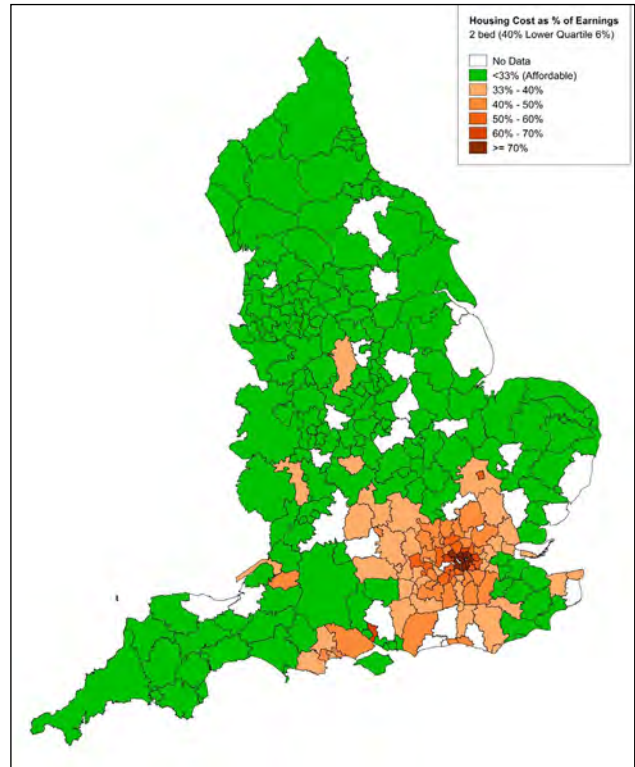 Housing Cost as % of Earnings
2 bed (40% Lower Quartile 6%)
No Data
<33% (Affordable)
33% - 40%
40% - 50%
50% - 60%
60% - 70%
>= 70%